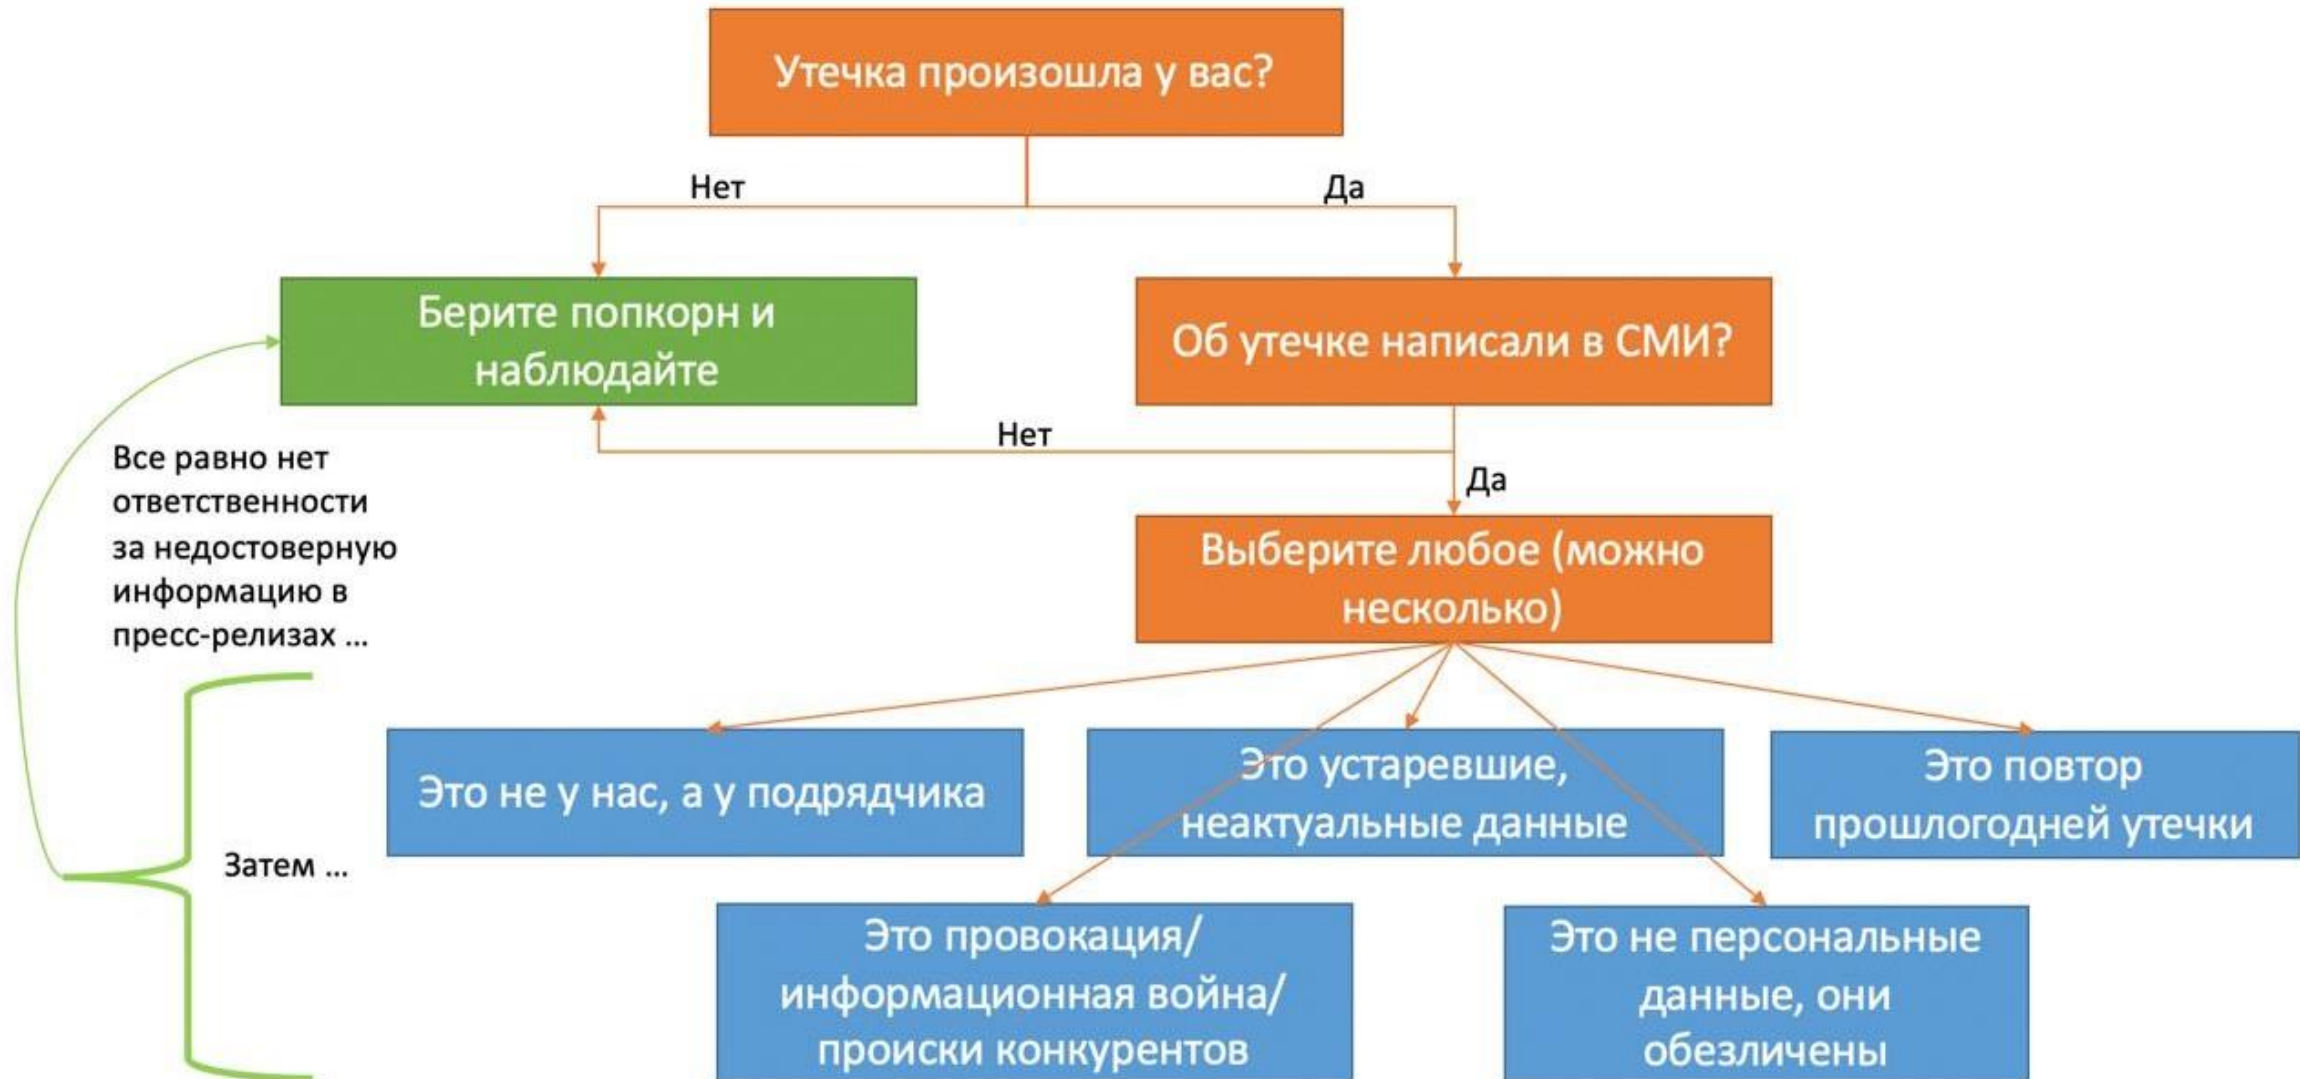 Утечка произошла у вас?
Нет
Да
Берите попкорн и
наблюдайте
Об утечке написали в СМИ?
Нет
Да
Все равно нет
ответственности
за недостоверную
информацию в
пресс-релизах ...
Выберите любое (можно
несколько)
Затем ...
Это не у нас, а у подрядчика
Это устаревшие,
неактуальные данные
Это повтор
прошлогодней утечки
Это провокация/
информационная война/
происки конкурентов
Это не персональные
данные, они
обезличены